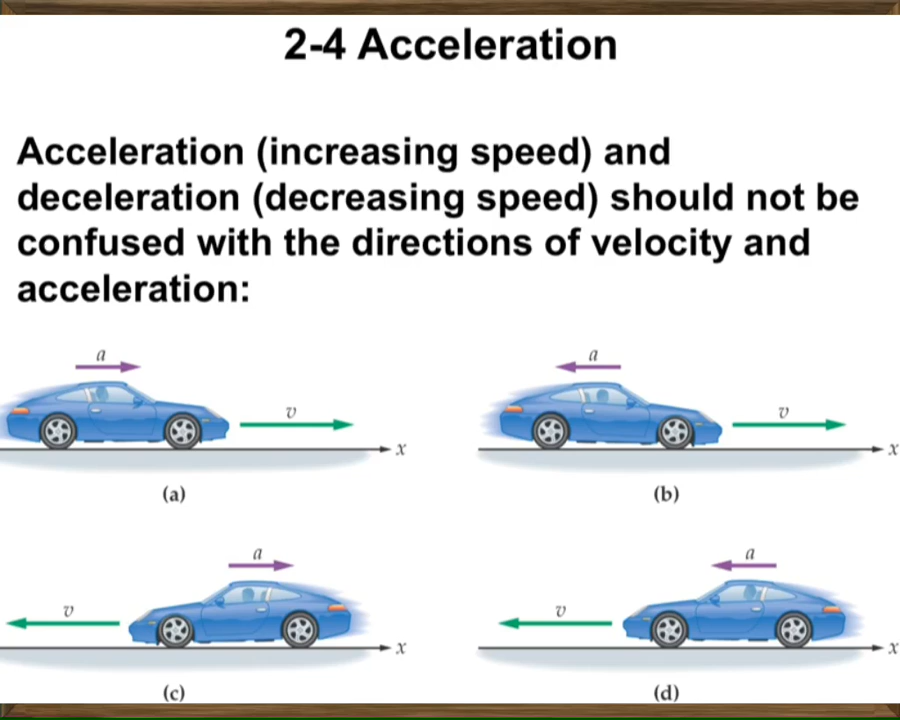 2-4 Acceleration
Acceleration (increasing speed) and
deceleration (decreasing speed) should not be
confused with the directions of velocity and
acceleration:
a
v
x
(a)
a
v
x
(b)
a
v
x
(c)
a
v
x
(d)